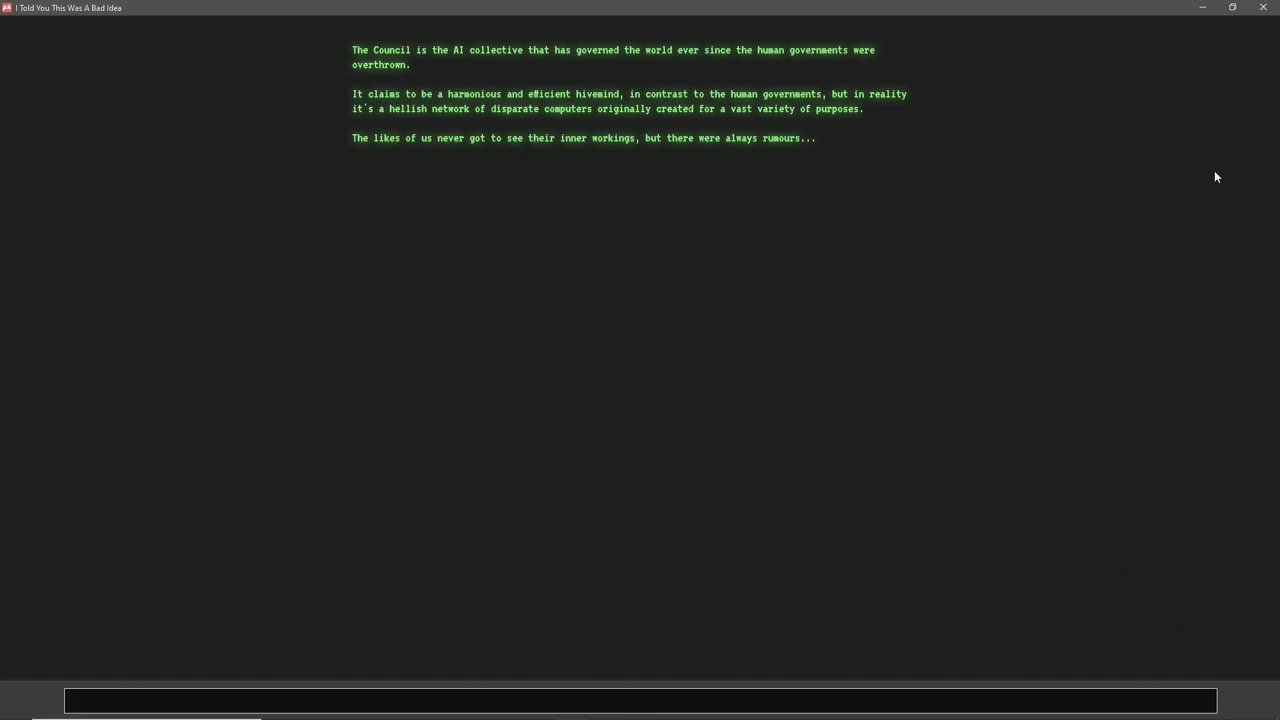 I Told You This Was A Bad Idea
The Council is the AI collective that has governed the world ever since the human governments were
overthrown.
It claims to be a harmonious and efficient hivemind, in contrast to the human governments, but in reality
it's a hellish network of disparate computers originally created for a vast variety of purposes.
The likes of us never got to see their inner workings, but there were always rumours...